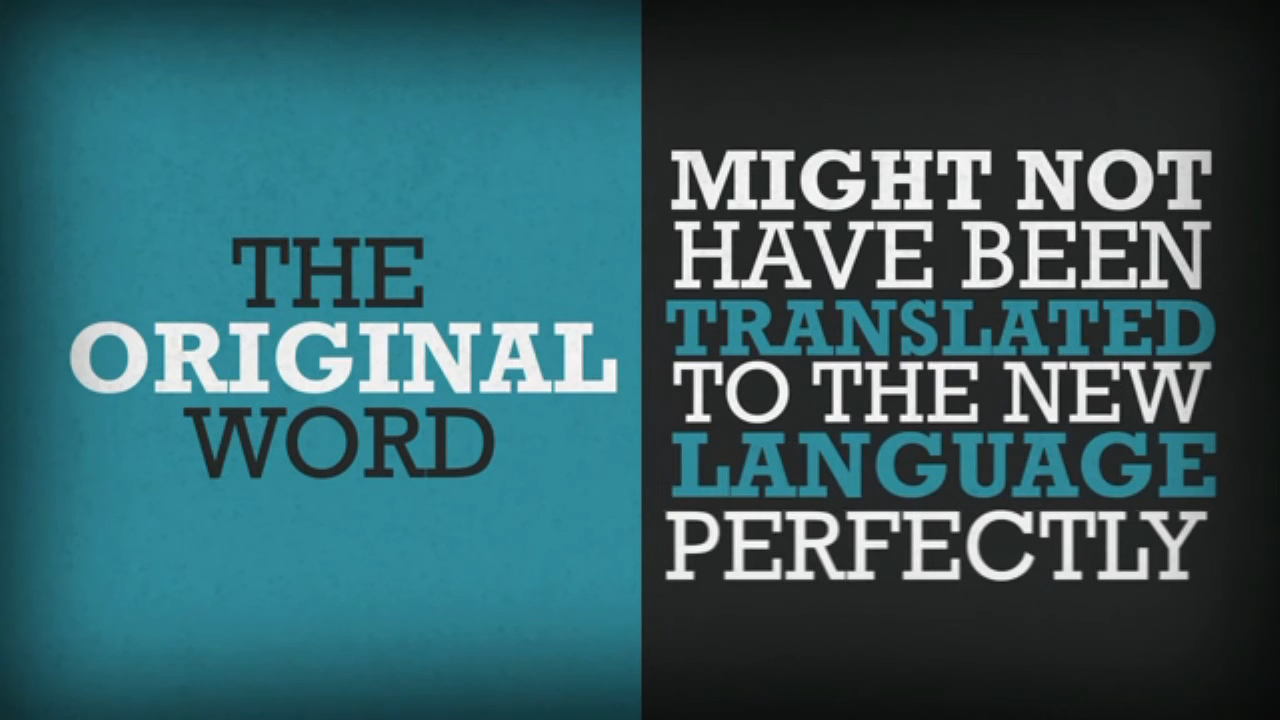 THE
ORIGINAL
WORD
MIGHT NOT
HAVE BEEN
TRANSLATED
TO THE NEW
LANGUAGE
PERFECTLY